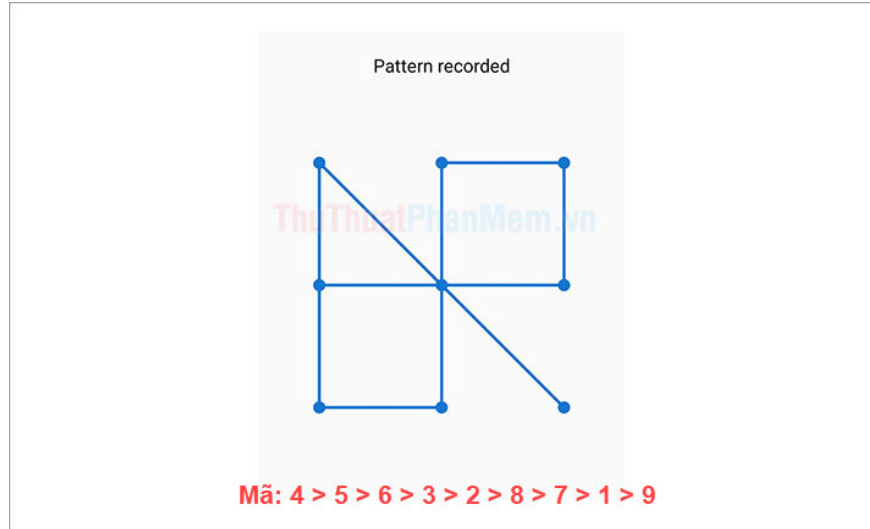 Pattern recorded
ThuThuatPhanMem.vn
Mã: 4 > 5 > 6 > 3 > 2 > 8 > 7 > 1 > 9